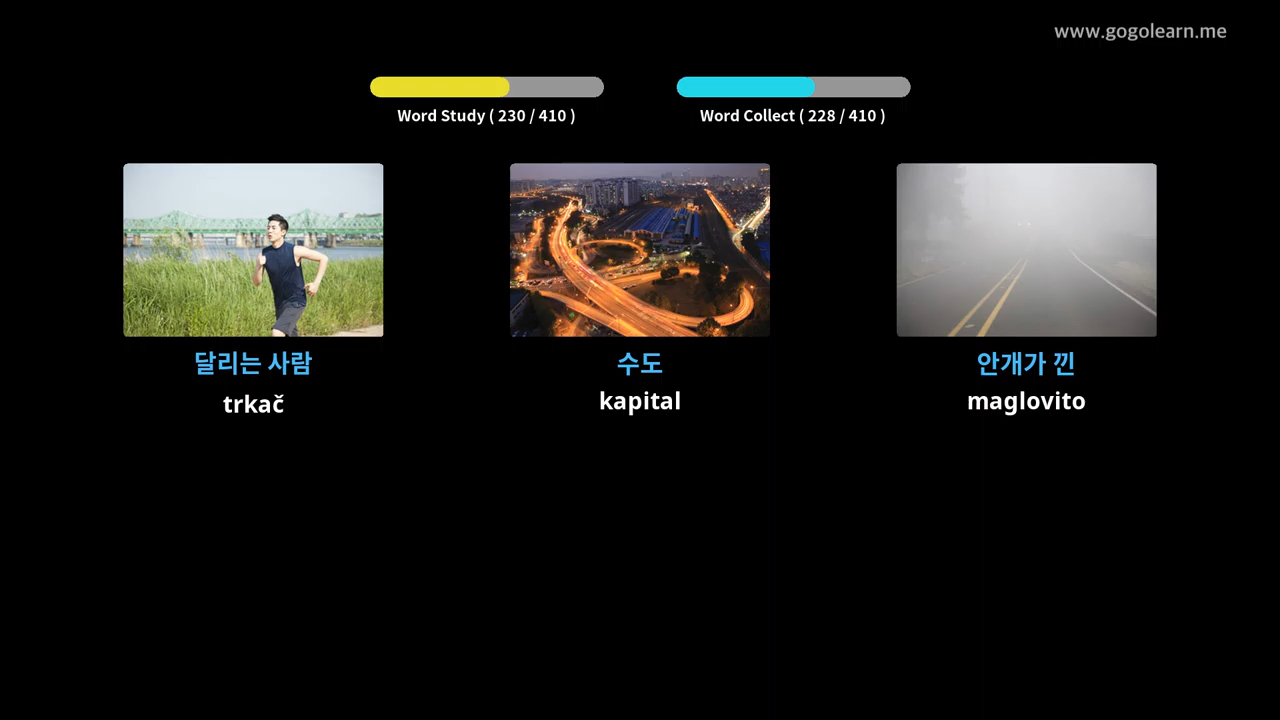 www.gogolearn.me
Word Study ( 230 / 410 )
Word Collect ( 228 / 410 )
달리는 사람
trkač
수도
kapital
안개가 낀
maglovito